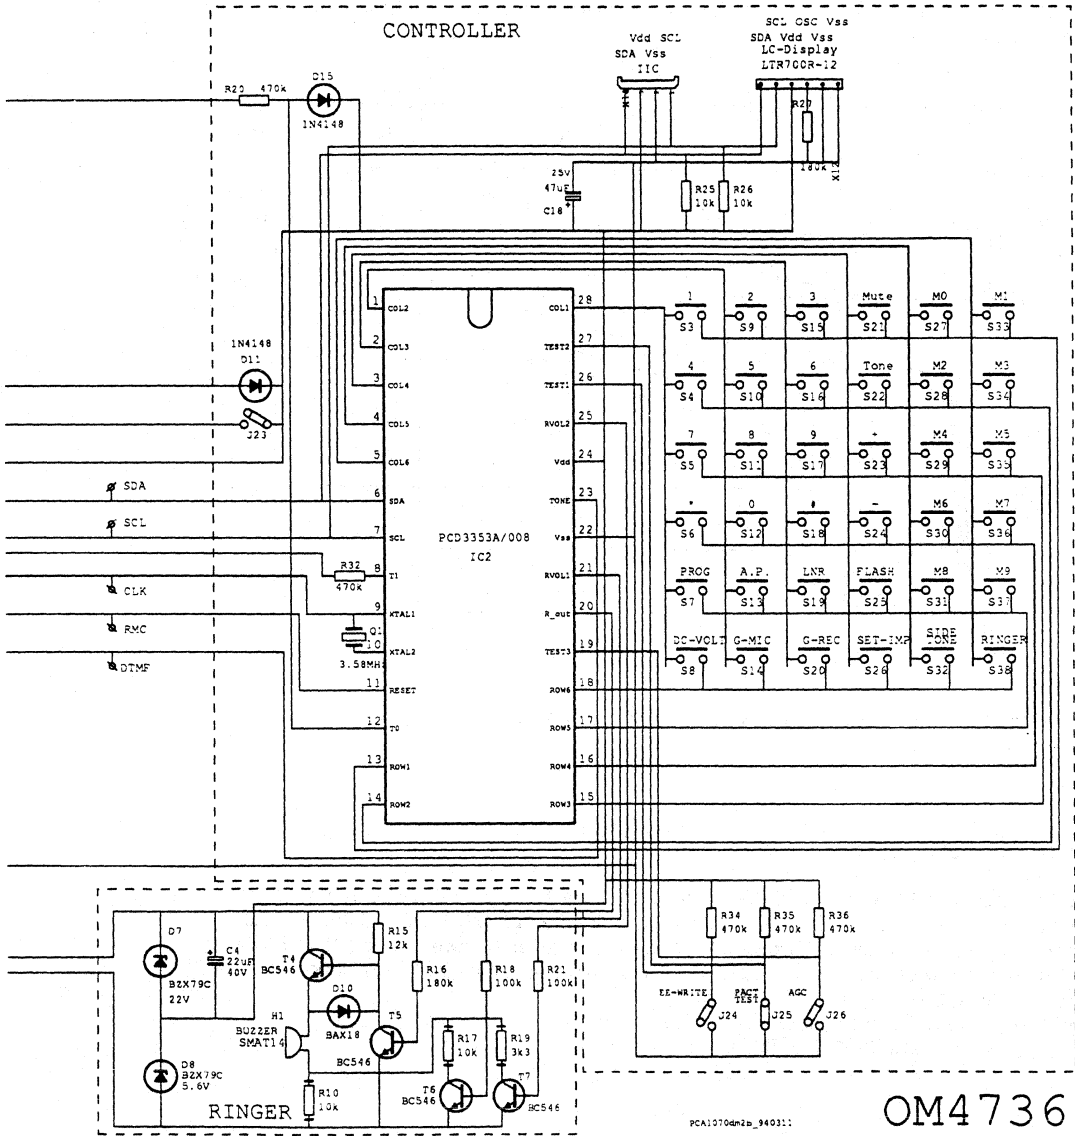 CONTROLLER
SCL OSC Vss
SDA Vdd Vss
LC-Display
LTR700R-12
Vdd SCL
SDA Vss
IIC
R20 470k
D15
1N4148
R27
180k
X12
25V
47uF
C18
R25
10k
R26
10k
1N4148
D11
J23
SDA
SCL
CLK
RMC
DTMF
R32
470k
Q1
3.58MHz
PCD3353A/008
IC2
1 COL2
2 COL3
3 COL4
4 COL5
5 COL6
6 SDA
7 SCL
8 T1
9 XTAL1
10 XTAL2
11 RESET
12 T0
13 ROW1
14 ROW2
COL1 28
TEST2 27
TEST1 26
RVOL2 25
Vdd 24
TONE 23
Vss 22
RVOL1 21
R_out 20
TEST3 19
ROW6 18
ROW5 17
ROW4 16
ROW3 15
1 2 3 Mute M0 M1
S3 S9 S15 S21 S27 S33
4 5 6 Tone M2 M3
S4 S10 S16 S22 S28 S34
7 8 9 + M4 M5
S5 S11 S17 S23 S29 S35
* 0 # - M6 M7
S6 S12 S18 S24 S30 S36
PROG A.P. LNR FLASH M8 M9
S7 S13 S19 S25 S31 S37
DC-VOLT G-MIC G-REC SET-IMP SIDE TONE RINGER
S8 S14 S20 S26 S32 S38
R34
470k
R35
470k
R36
470k
EE-WRITE
PACT
TEST
AGC
J24
J25
J26
D7
BZX79C
22V
C4
22uF
40V
T4
BC546
R15
12k
R16
180k
R18
100k
R21
100k
D10
BAX18
H1
BUZZER
SMAT14
T5
BC546
R17
10k
R19
3k3
D8
BZX79C
5.6V
R10
10k
T6
BC546
T7
BC546
RINGER
PCA1070dm2b_940311
OM4736